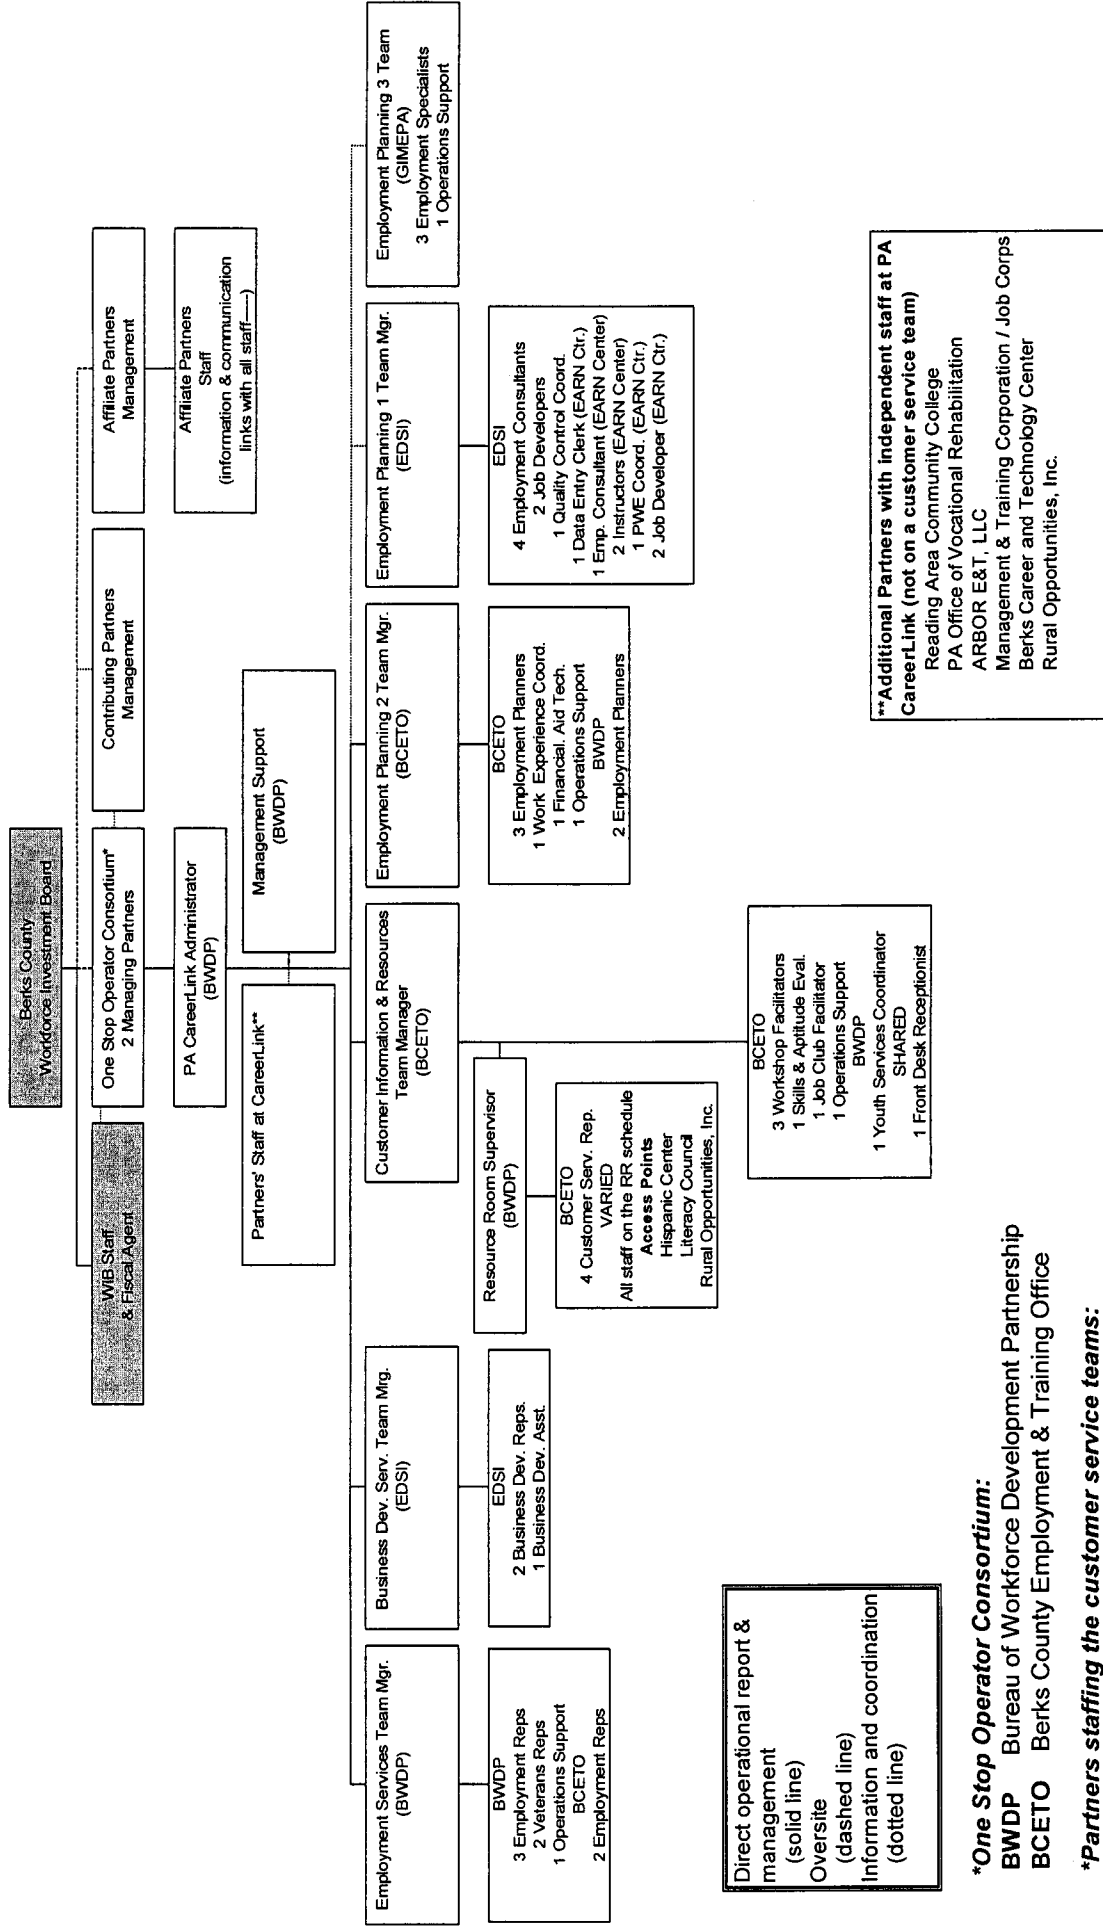 Berks County
Workforce Investment Board
WIB Staff
& Fiscal Agent
One Stop Operator Consortium*
2 Managing Partners
Contributing Partners
Management
Affiliate Partners
Management
PA CareerLink Administrator
(BWDP)
Affiliate Partners
Staff
(information & communication
links with all staff----)
Partners' Staff at CareerLink**
Management Support
(BWDP)
Employment Services Team Mgr.
(BWDP)
Business Dev. Serv. Team Mrg.
(EDSI)
Customer Information & Resources
Team Manager
(BCETO)
Employment Planning 2 Team Mgr.
(BCETO)
Employment Planning 1 Team Mgr.
(EDSI)
Employment Planning 3 Team
(GIMEPA)
3 Employment Specialists
1 Operations Support
BWDP
3 Employment Reps
2 Veterans Reps
1 Operations Support
BCETO
2 Employment Reps
EDSI
2 Business Dev. Reps.
1 Business Dev. Asst.
Resource Room Supervisor
(BWDP)
BCETO
4 Customer Serv. Rep.
VARIED
All staff on the RR schedule
Access Points
Hispanic Center
Literacy Council
Rural Opportunities, Inc.
BCETO
3 Workshop Facilitators
1 Skills & Aptitude Eval.
1 Job Club Facilitator
1 Operations Support
BWDP
1 Youth Services Coordinator
SHARED
1 Front Desk Receptionist
BCETO
3 Employment Planners
1 Work Experience Coord.
1 Financial. Aid Tech.
1 Operations Support
BWDP
2 Employment Planners
EDSI
4 Employment Consultants
2 Job Developers
1 Quality Control Coord.
1 Data Entry Clerk (EARN Ctr.)
1 Emp. Consultant (EARN Center)
2 Instructors (EARN Center)
1 PWE Coord. (EARN Ctr.)
2 Job Developer (EARN Ctr.)
Direct operational report &
management
(solid line)
Oversite
(dashed line)
Information and coordination
(dotted line)
**Additional Partners with independent staff at PA
CareerLink (not on a customer service team)
Reading Area Community College
PA Office of Vocational Rehabilitation
ARBOR E&T, LLC
Management & Training Corporation / Job Corps
Berks Career and Technology Center
Rural Opportunities, Inc.
*One Stop Operator Consortium:
BWDP Bureau of Workforce Development Partnership
BCETO Berks County Employment & Training Office
*Partners staffing the customer service teams: